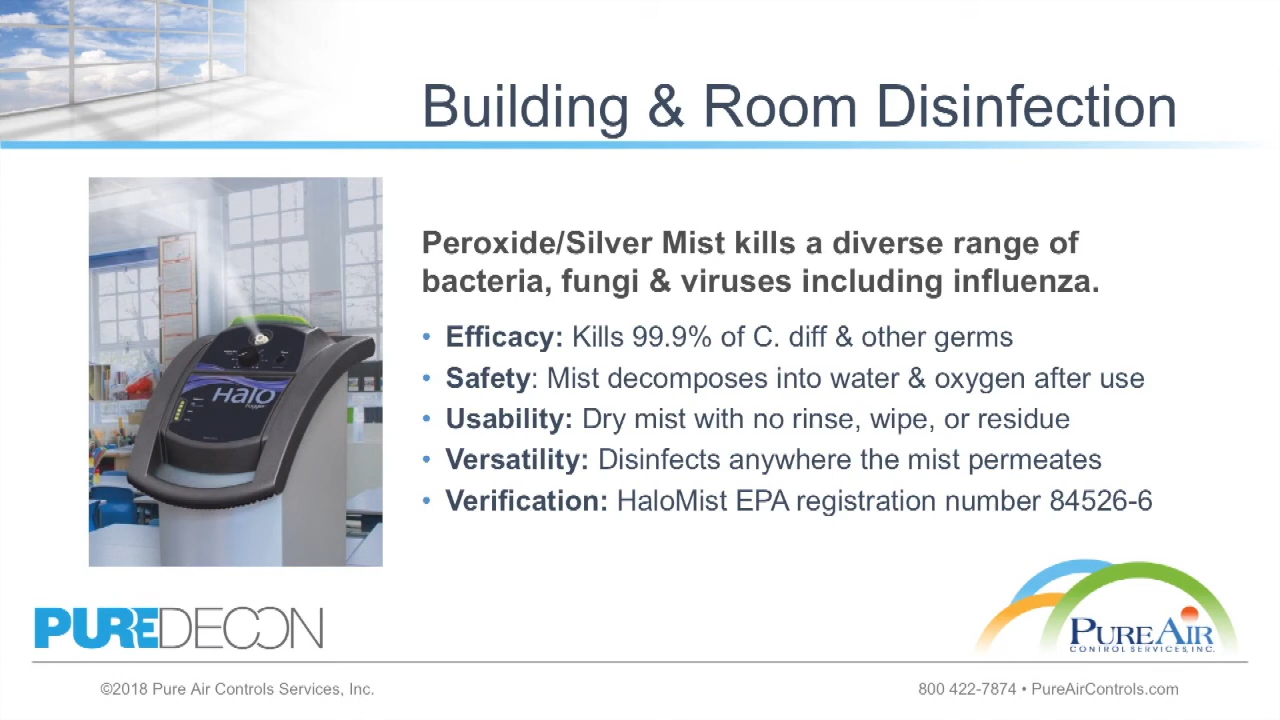 Building & Room Disinfection
Peroxide/Silver Mist kills a diverse range of
bacteria, fungi & viruses including influenza.
• Efficacy: Kills 99.9% of C. diff & other germs
• Safety: Mist decomposes into water & oxygen after use
• Usability: Dry mist with no rinse, wipe, or residue
• Versatility: Disinfects anywhere the mist permeates
• Verification: HaloMist EPA registration number 84526-6
Halo
PUREDECON
PUREAIR
CONTROL SERVICES, INC.
©2018 Pure Air Controls Services, Inc.
800 422-7874 • PureAirControls.com